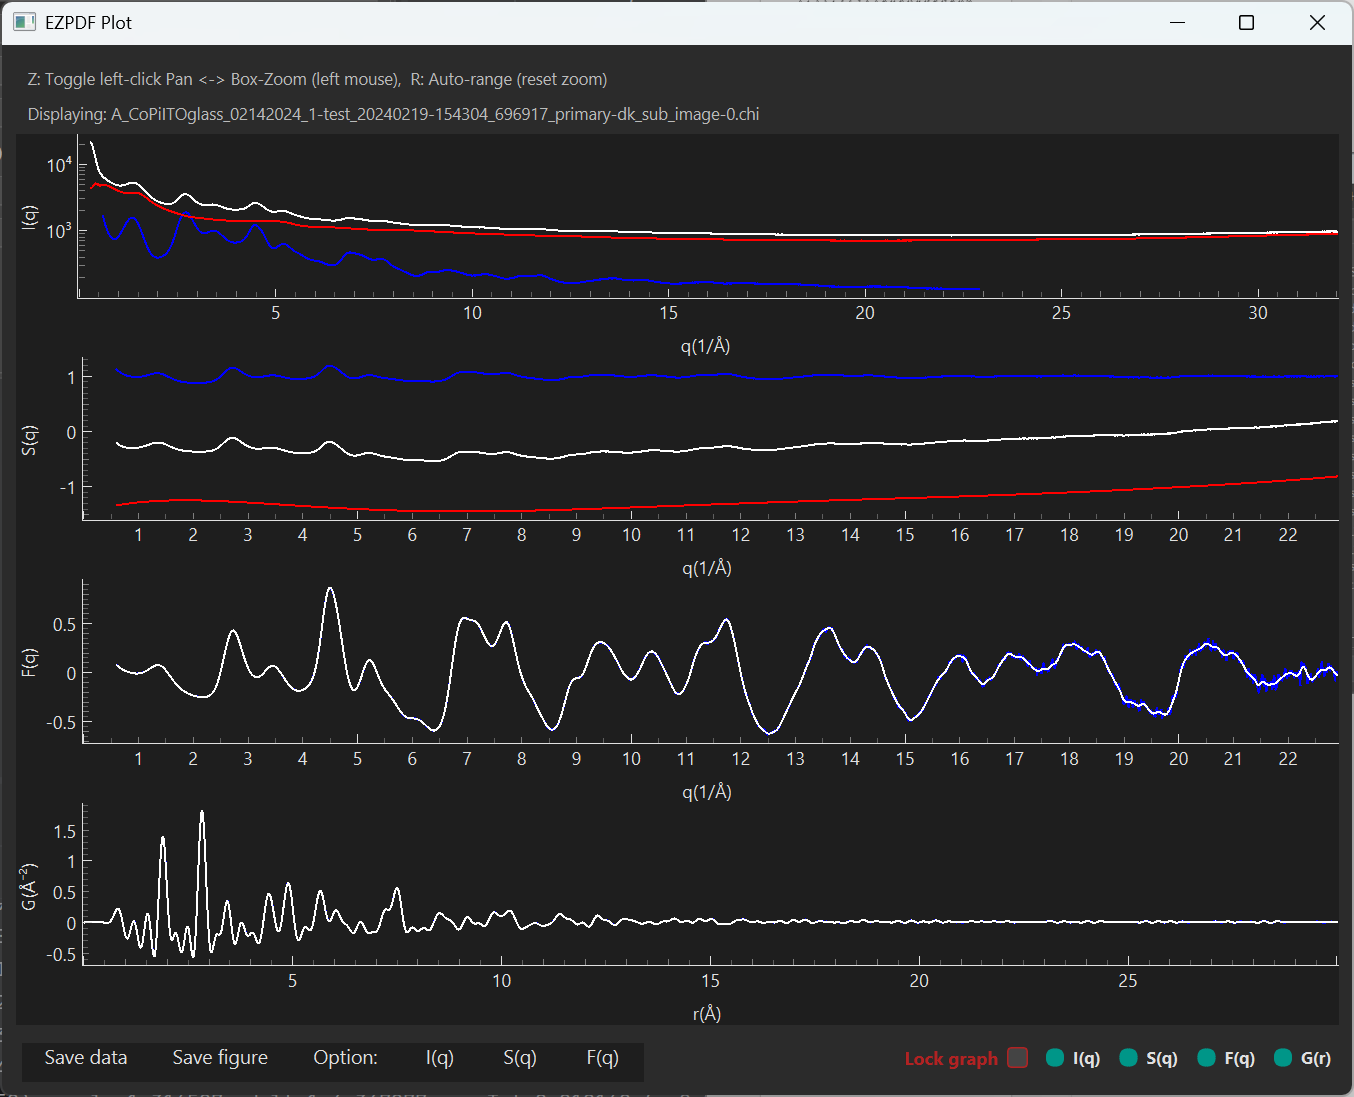 EZPDF Plot
Z: Toggle left-click Pan <-> Box-Zoom (left mouse),  R: Auto-range (reset zoom)
Displaying: A_CoPiITOglass_02142024_1-test_20240219-154304_696917_primary-dk_sub_image-0.chi
10⁴
10³
I(q)
5 10 15 20 25 30
q(1/Å)
1
0
-1
S(q)
1 2 3 4 5 6 7 8 9 10 11 12 13 14 15 16 17 18 19 20 21 22
q(1/Å)
0.5
0
-0.5
F(q)
1 2 3 4 5 6 7 8 9 10 11 12 13 14 15 16 17 18 19 20 21 22
q(1/Å)
1.5
1
0.5
0
-0.5
G(Å⁻²)
5 10 15 20 25
r(Å)
Save data Save figure Option: I(q) S(q) F(q) Lock graph I(q) S(q) F(q) G(r)